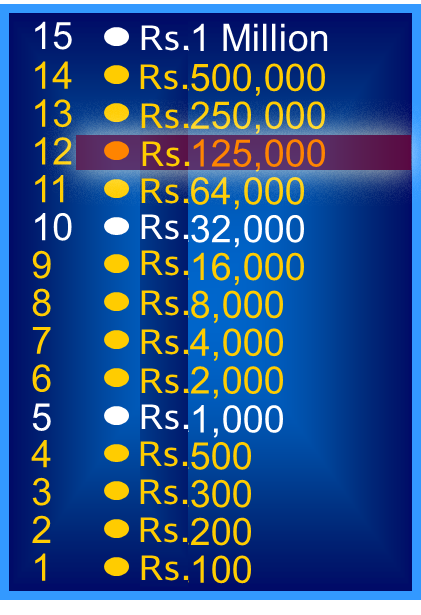 15 Rs.1 Million
14 Rs.500,000
13 Rs.250,000
12 Rs.125,000
11 Rs.64,000
10 Rs.32,000
9 Rs.16,000
8 Rs.8,000
7 Rs.4,000
6 Rs.2,000
5 Rs.1,000
4 Rs.500
3 Rs.300
2 Rs.200
1 Rs.100